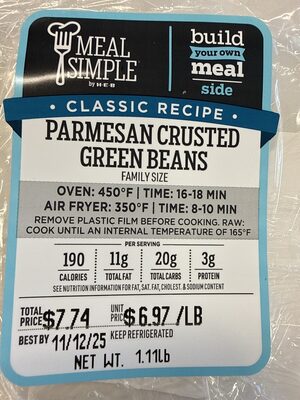 MEAL
SIMPLE
by H-E-B
build
your own
meal
side
• CLASSIC RECIPE •
PARMESAN CRUSTED
GREEN BEANS
FAMILY SIZE
OVEN: 450°F | TIME: 16-18 MIN
AIR FRYER: 350°F | TIME: 8-10 MIN
REMOVE PLASTIC FILM BEFORE COOKING. RAW:
COOK UNTIL AN INTERNAL TEMPERATURE OF 165°F
PER SERVING
190 11g 20g 3g
CALORIES TOTAL FAT TOTAL CARBS PROTEIN
SEE NUTRITION INFORMATION FOR FAT, SAT. FAT, CHOLEST. & SODIUM CONTENT
TOTAL PRICE $7.74 UNIT PRICE $6.97 /LB
BEST BY 11/12/25 KEEP REFRIGERATED
NET WT. 1.11lb